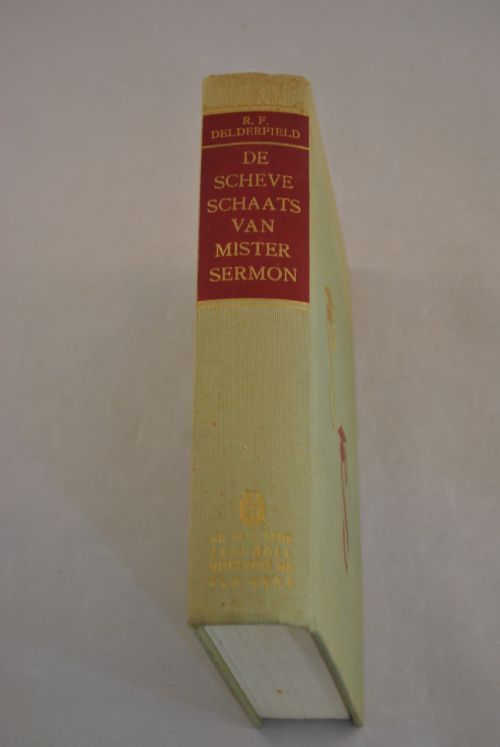 R. F.
DELDERFIELD
DE
SCHEVE
SCHAATS
VAN
MISTER
SERMON